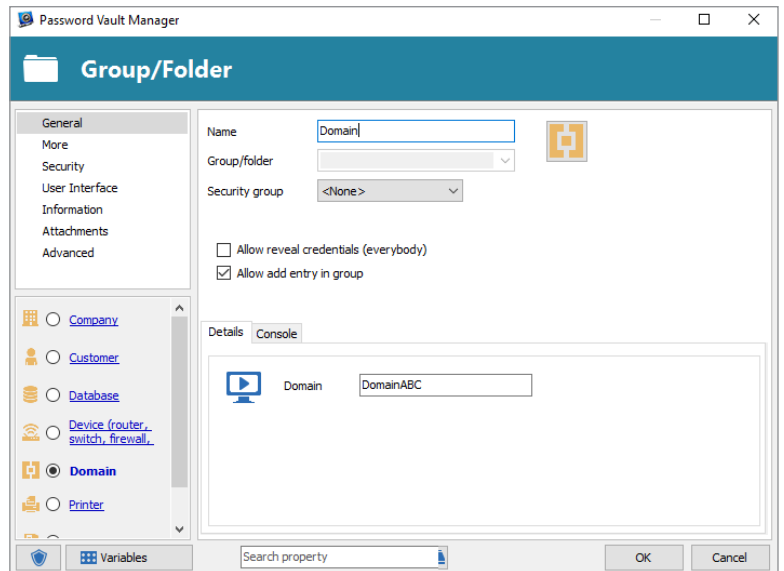 Password Vault Manager
Group/Folder
General
More
Security
User Interface
Information
Attachments
Advanced
Name
Domain
Group/folder
Security group
<None>
Allow reveal credentials (everybody)
Allow add entry in group
Company
Customer
Database
Device (router,
switch, firewall,
Domain
Printer
Details
Console
Domain
DomainABC
Variables
Search property
OK
Cancel